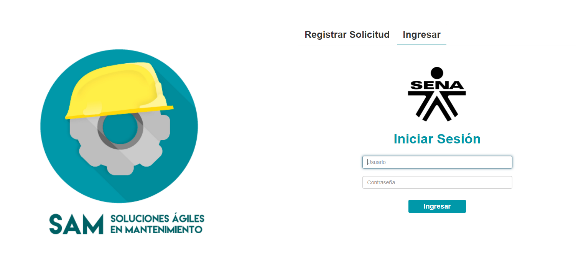 Registrar Solicitud
Ingresar
SENA
Iniciar Sesión
Usuario
Contraseña
Ingresar
SAM
SOLUCIONES ÁGILES
EN MANTENIMIENTO